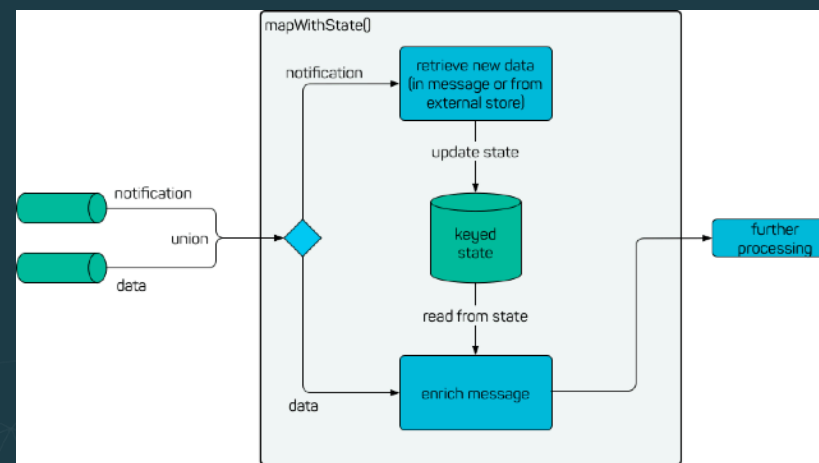 mapWithState()
notification
retrieve new data
(in message or from
external store)
update state
notification
union
data
keyed
state
further
processing
read from state
data
enrich message